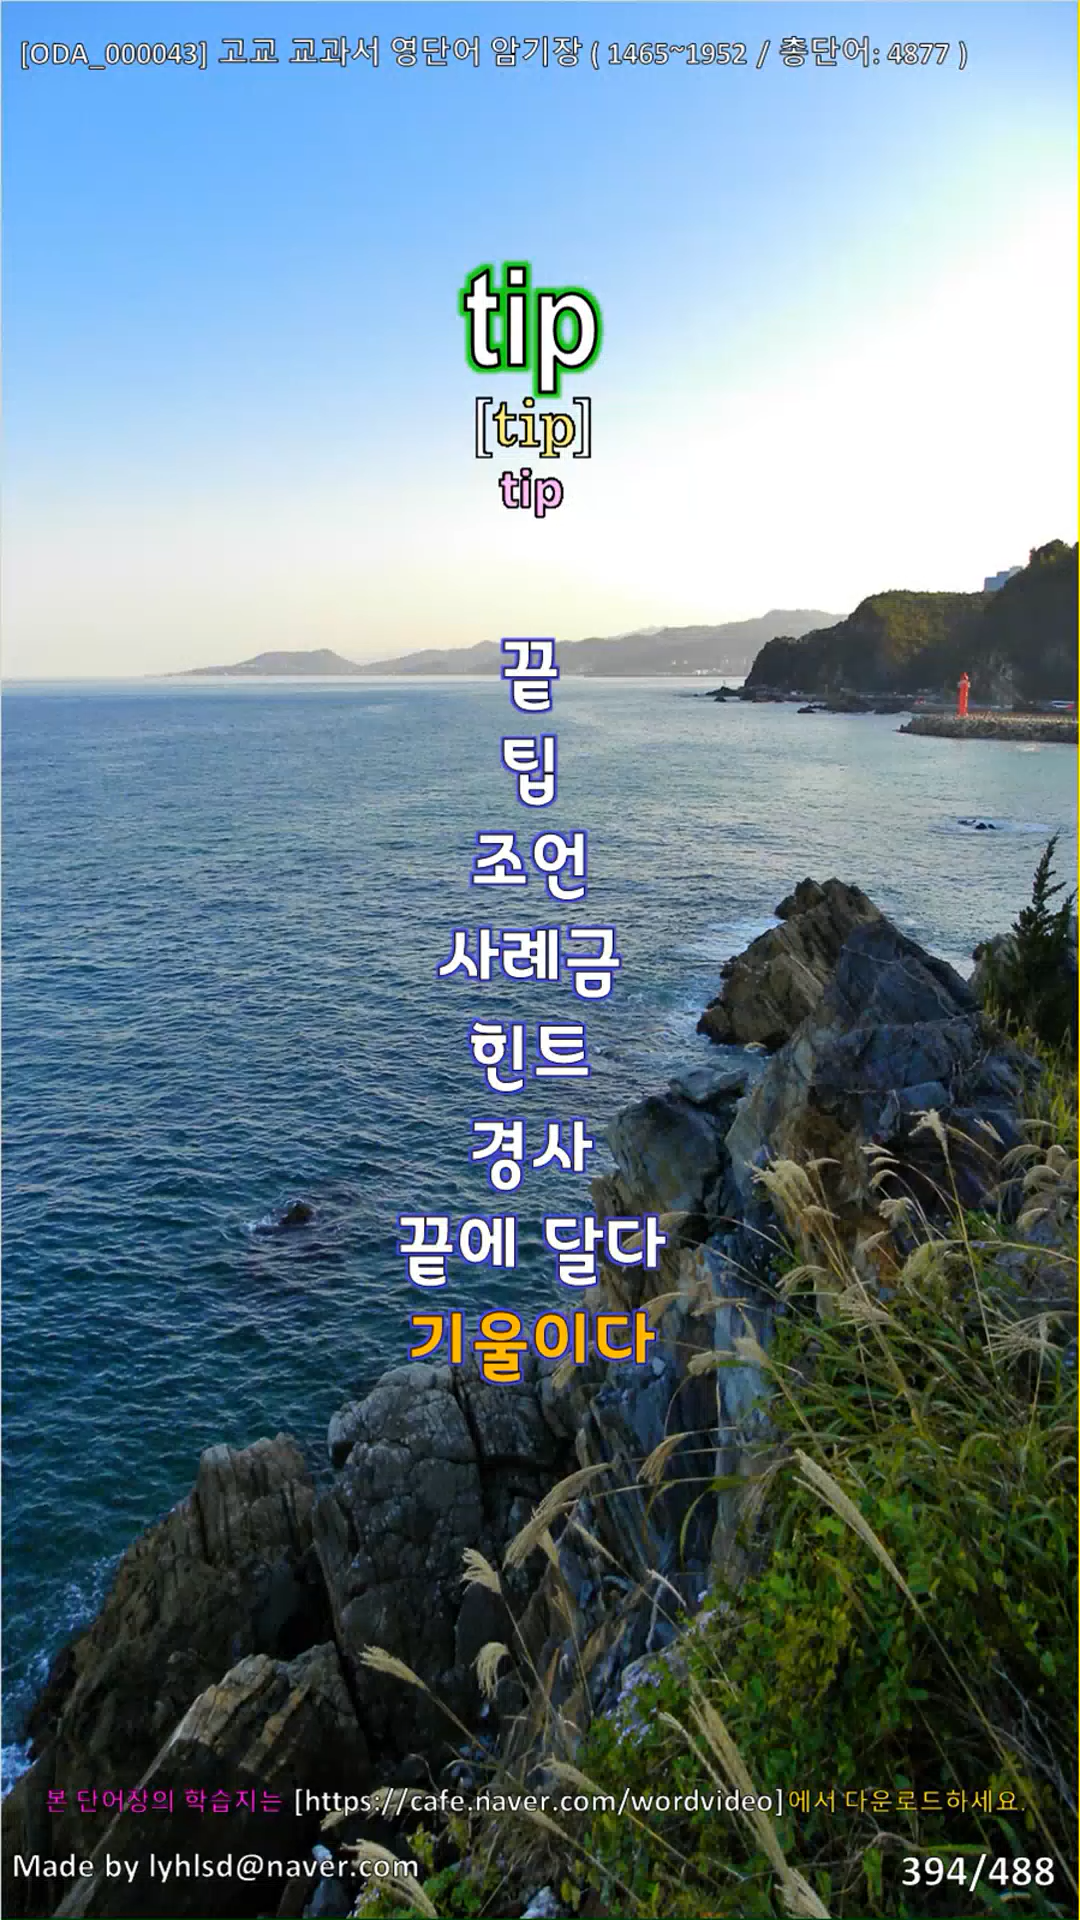 [ODA_000043] 고교 교과서 영단어 암기장 ( 1465~1952 / 총단어: 4877 )
tip
[tip]
tip
끝
팁
조언
사례금
힌트
경사
끝에 달다
기울이다
본 단어장의 학습지는 [https://cafe.naver.com/wordvideo]에서 다운로드하세요.
Made by lyhlsd@naver.com
394/488